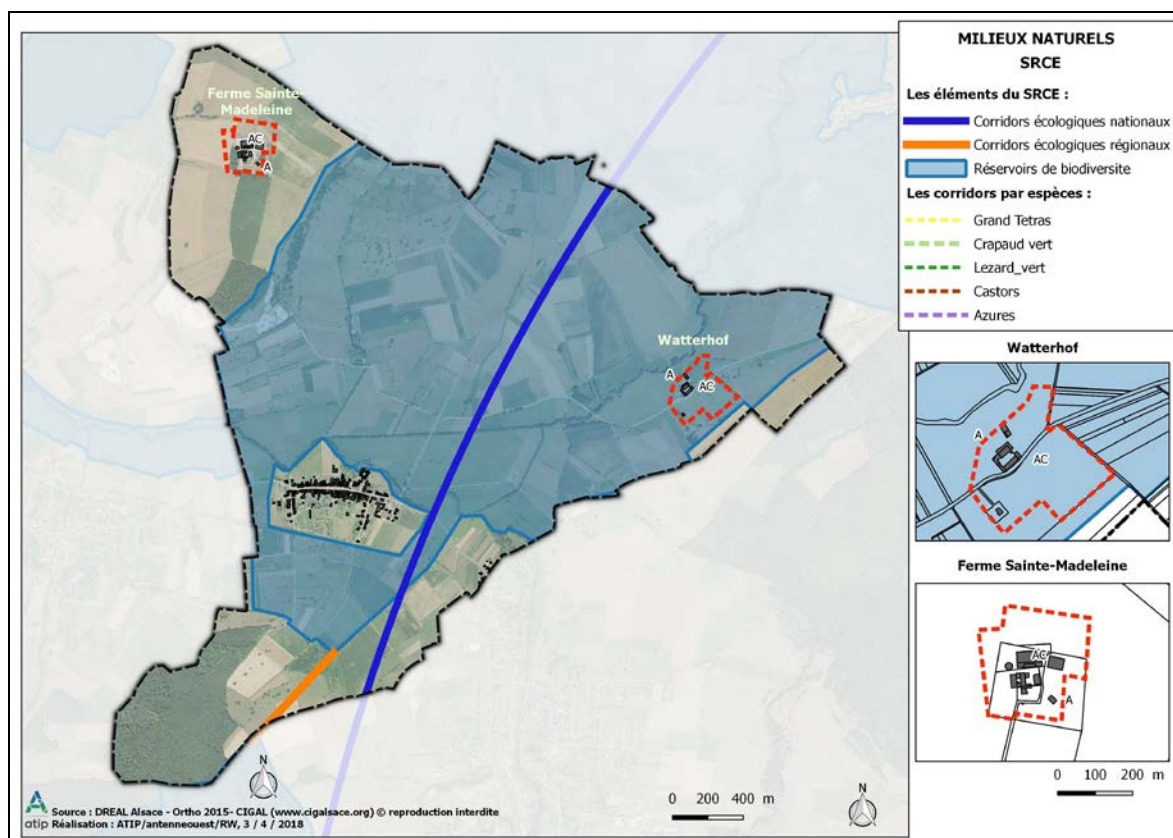 MILIEUX NATURELS
SRCE
Les éléments du SRCE :
Corridors écologiques nationaux
Corridors écologiques régionaux
Réservoirs de biodiversite
Les corridors par espèces :
Grand Tetras
Crapaud vert
Lezard_vert
Castors
Azures
Ferme Sainte-
Madeleine
AC
A
Watterhof
A
AC
Watterhof
A
AC
Ferme Sainte-Madeleine
AC
A
0 100 200 m
N
N
0 200 400 m
atip
Source : DREAL Alsace - Ortho 2015- CIGAL (www.cigalsace.org) © reproduction interdite
Réalisation : ATIP/antenneouest/RW, 3 / 4 / 2018